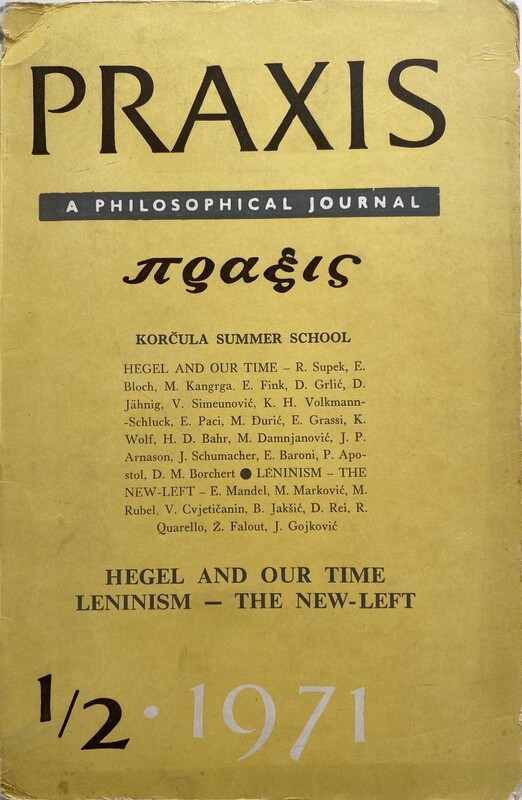 PRAXIS
A PHILOSOPHICAL JOURNAL
πραξις
KORČULA SUMMER SCHOOL
HEGEL AND OUR TIME – R. Supek, E.
Bloch, M. Kangrga. E. Fink, D. Grlić, D.
Jähnig, V. Simeunović, K. H. Volkmann-
-Schluck, E. Paci, M. Đurić, E. Grassi, K.
Wolf, H. D. Bahr, M. Damnjanović, J. P.
Arnason, J. Schumacher, E. Baroni, P. Apo-
stol, D. M. Borchert ● LENINISM – THE
NEW-LEFT – E. Mandel, M. Marković, M.
Rubel, V. Cvjetičanin, B. Jakšić, D. Rei, R.
Quarello, Ž. Falout, J. Gojković
HEGEL AND OUR TIME
LENINISM – THE NEW-LEFT
1/2 · 1971